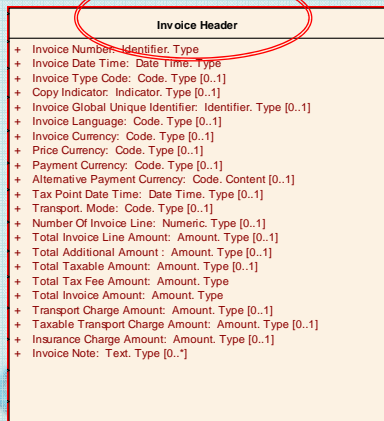 Invoice Header
+ Invoice Number: Identifier. Type
+ Invoice Date Time: Date Time. Type
+ Invoice Type Code: Code. Type [0..1]
+ Copy Indicator: Indicator. Type [0..1]
+ Invoice Global Unique Identifier: Identifier. Type [0..1]
+ Invoice Language: Code. Type [0..1]
+ Invoice Currency: Code. Type [0..1]
+ Price Currency: Code. Type [0..1]
+ Payment Currency: Code. Type [0..1]
+ Alternative Payment Currency: Code. Content [0..1]
+ Tax Point Date Time: Date Time. Type [0..1]
+ Transport. Mode: Code. Type [0..1]
+ Number Of Invoice Line: Numeric. Type [0..1]
+ Total Invoice Line Amount: Amount. Type [0..1]
+ Total Additional Amount : Amount. Type [0..1]
+ Total Taxable Amount: Amount. Type [0..1]
+ Total Tax Fee Amount: Amount. Type
+ Total Invoice Amount: Amount. Type
+ Transport Charge Amount: Amount. Type [0..1]
+ Taxable Transport Charge Amount: Amount. Type [0..1]
+ Insurance Charge Amount: Amount. Type [0..1]
+ Invoice Note: Text. Type [0..*]